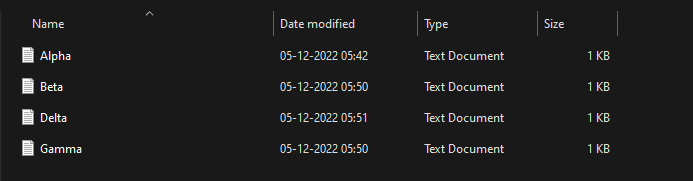 Name Date modified Type Size
Alpha 05-12-2022 05:42 Text Document 1 KB
Beta 05-12-2022 05:50 Text Document 1 KB
Delta 05-12-2022 05:51 Text Document 1 KB
Gamma 05-12-2022 05:50 Text Document 1 KB